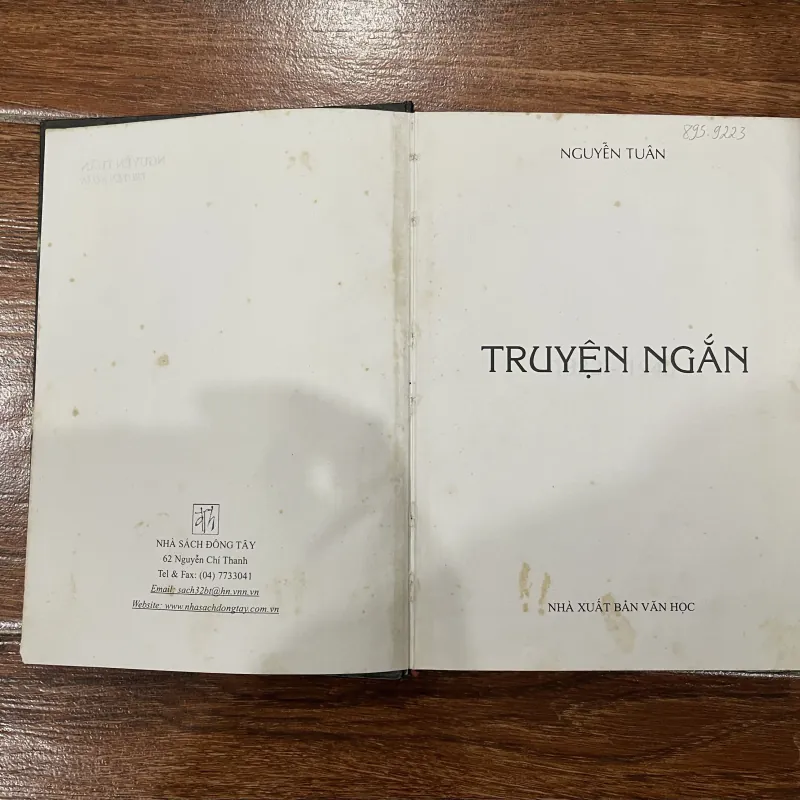 NHÀ SÁCH ĐÔNG TÂY
62 Nguyễn Chí Thanh
Tel & Fax: (04) 7733041
Email: sach32bt@hn.vnn.vn
Website: www.nhasachdongtay.com.vn
895.9223
NGUYỄN TUÂN
TRUYỆN NGẮN
NHÀ XUẤT BẢN VĂN HỌC